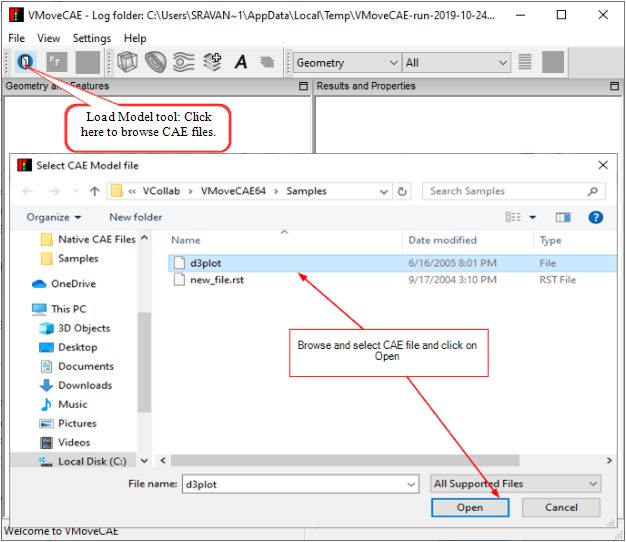 VMoveCAE - Log folder: C:\Users\SRAVAN~1\AppData\Local\Temp\VMoveCAE-run-2019-10-24...
File View Settings Help
FF A Geometry All
Geometry and Features
Results and Properties
Load Model tool: Click
here to browse CAE files.
Select CAE Model file
« VCollab > VMoveCAE64 > Samples
Search Samples
Organize New folder
Name Date modified Type
d3plot 6/16/2005 8:01 PM File
new_file.rst 9/17/2004 3:10 PM RST File
Native CAE Files
Samples
OneDrive
This PC
3D Objects
Desktop
Documents
Downloads
Music
Pictures
Videos
Local Disk (C:)
Browse and select CAE file and click on
Open
File name: d3plot All Supported Files
Open Cancel
Welcome to VMoveCAE